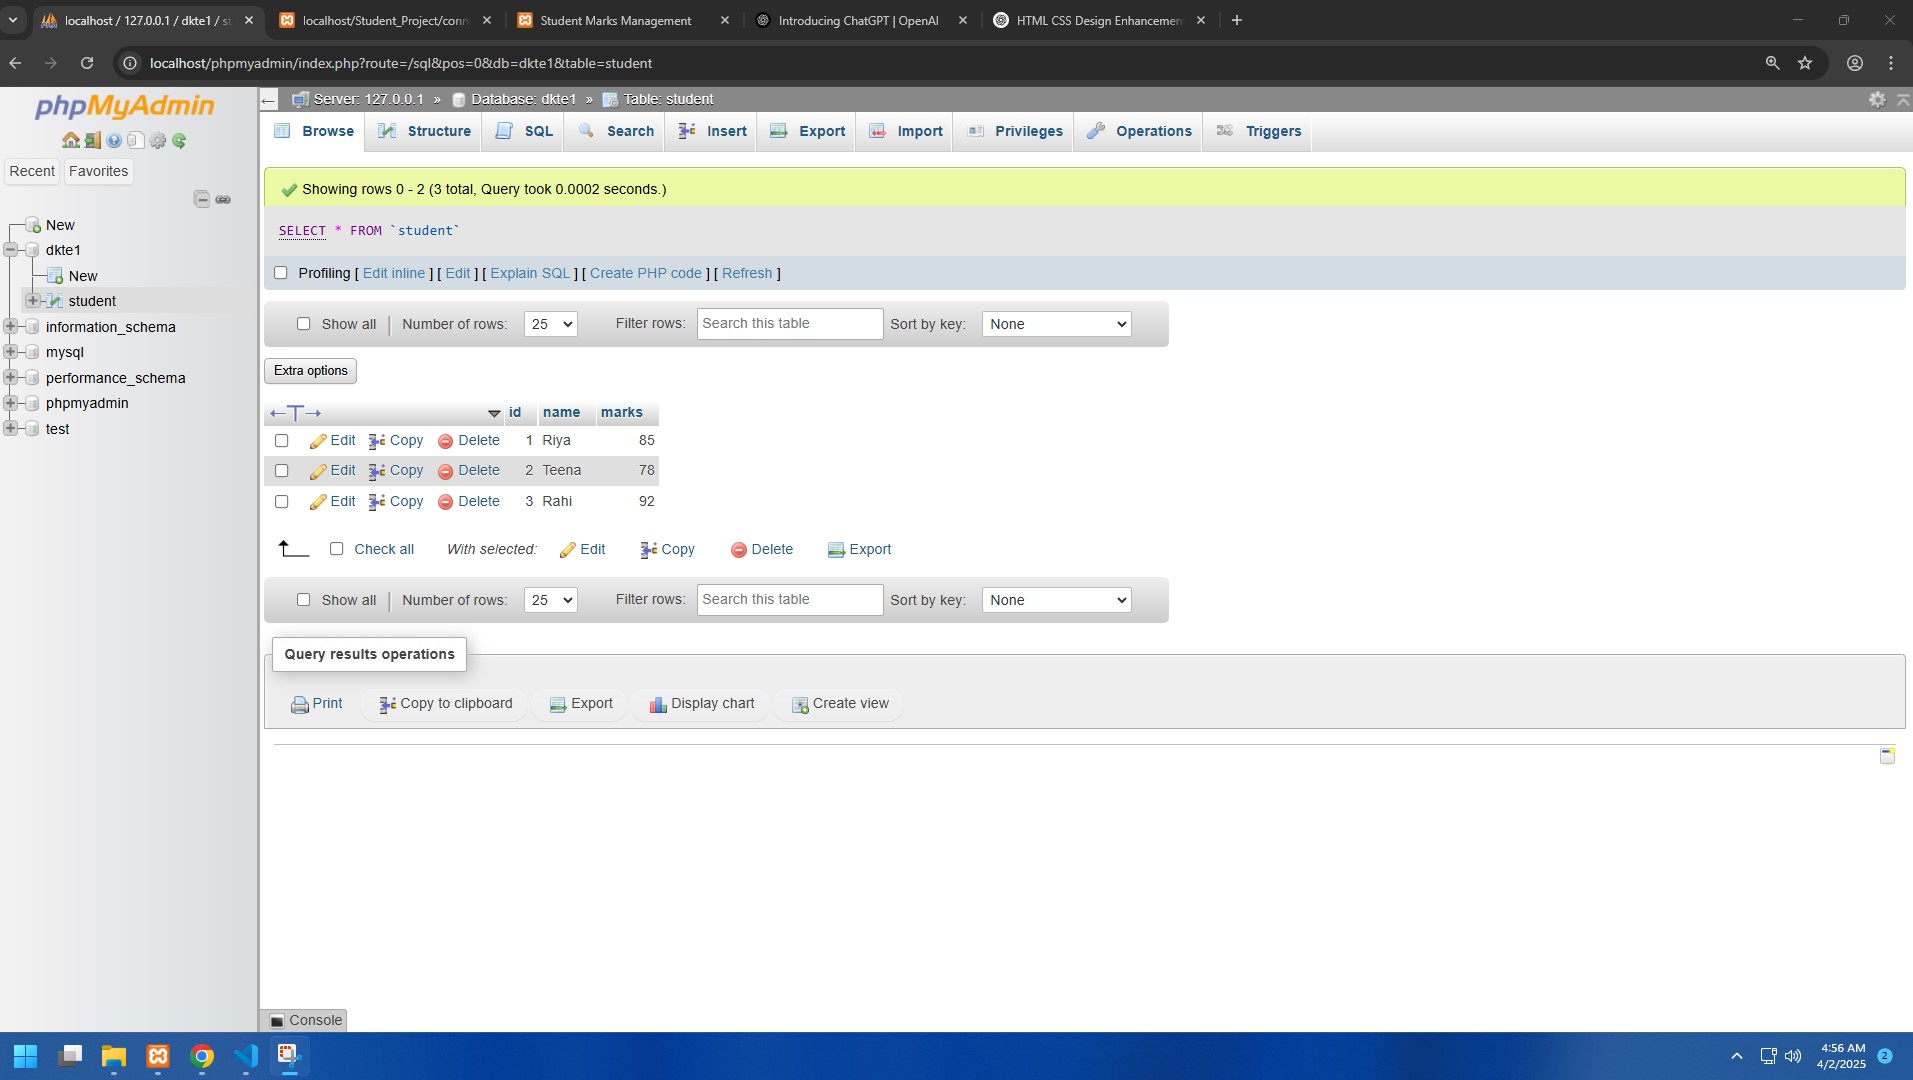 localhost / 127.0.0.1 / dkte1 / st
localhost/Student_Project/conn
Student Marks Management
Introducing ChatGPT | OpenAI
HTML CSS Design Enhancemen
localhost/phpmyadmin/index.php?route=/sql&pos=0&db=dkte1&table=student
phpMyAdmin
Recent Favorites
New
dkte1
New
student
information_schema
mysql
performance_schema
phpmyadmin
test
Server: 127.0.0.1 » Database: dkte1 » Table: student
Browse Structure SQL Search Insert Export Import Privileges Operations Triggers
Showing rows 0 - 2 (3 total, Query took 0.0002 seconds.)
SELECT * FROM `student`
Profiling [ Edit inline ] [ Edit ] [ Explain SQL ] [ Create PHP code ] [ Refresh ]
Show all | Number of rows: 25 Filter rows: Search this table Sort by key: None
Extra options
←T→ id name marks
Edit Copy Delete 1 Riya 85
Edit Copy Delete 2 Teena 78
Edit Copy Delete 3 Rahi 92
Check all With selected: Edit Copy Delete Export
Show all | Number of rows: 25 Filter rows: Search this table Sort by key: None
Query results operations
Print Copy to clipboard Export Display chart Create view
Console
4:56 AM
4/2/2025
2